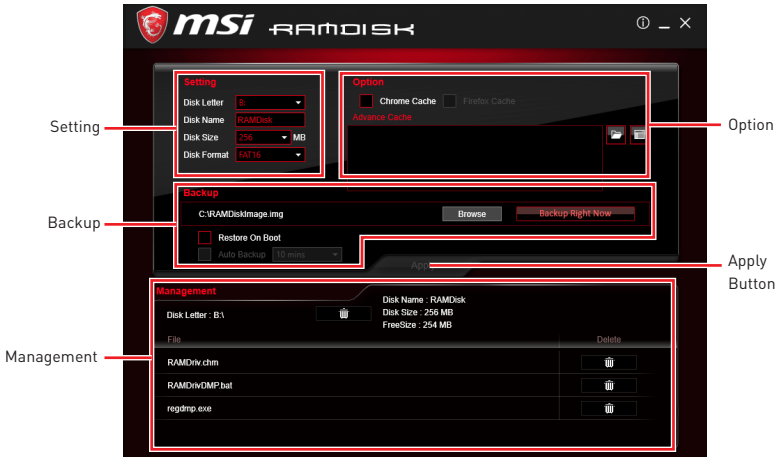 msi RAMDISK
Setting
Disk Letter B:
Disk Name RAMDisk
Disk Size 256 MB
Disk Format FAT16
Option
Chrome Cache Firefox Cache
Advance Cache
Setting
Option
Backup
C:\RAMDiskImage.img Browse Backup Right Now
Restore On Boot
Auto Backup 10 mins
Backup
Apply
Apply
Button
Management
Disk Letter : B:\
Disk Name : RAMDisk
Disk Size : 256 MB
FreeSize : 254 MB
File Delete
RAMDriv.chm
RAMDrivDMP.bat
regdmp.exe
Management